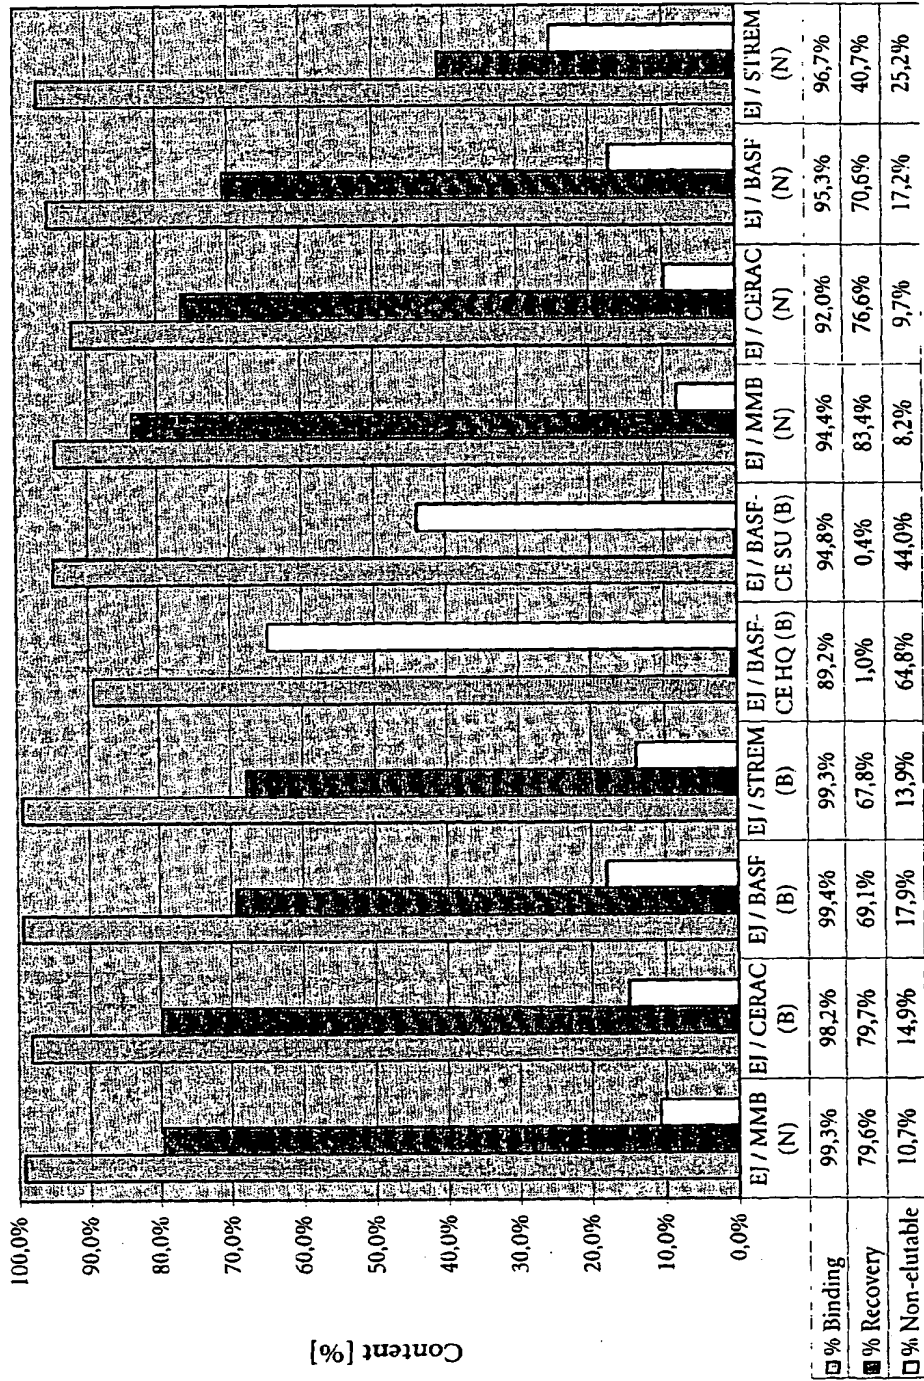 Content [%]
100,0%
90,0%
80,0%
70,0%
60,0%
50,0%
40,0%
30,0%
20,0%
10,0%
0,0%
EJ / MMB (N) EJ / CERAC (B) EJ / BASF (B) EJ / STREM (B) EJ / BASF-CE HQ (B) EJ / BASF-CE SU (B) EJ / MMB (N) EJ / CERAC (N) EJ / BASF (N) EJ / STREM (N)
% Binding 99,3% 98,2% 99,4% 99,3% 89,2% 94,8% 94,4% 92,0% 95,3% 96,7%
% Recovery 79,6% 79,7% 69,1% 67,8% 1,0% 0,4% 83,4% 76,6% 70,6% 40,7%
% Non-elutable 10,7% 14,9% 17,9% 13,9% 64,8% 44,0% 8,2% 9,7% 17,2% 25,2%